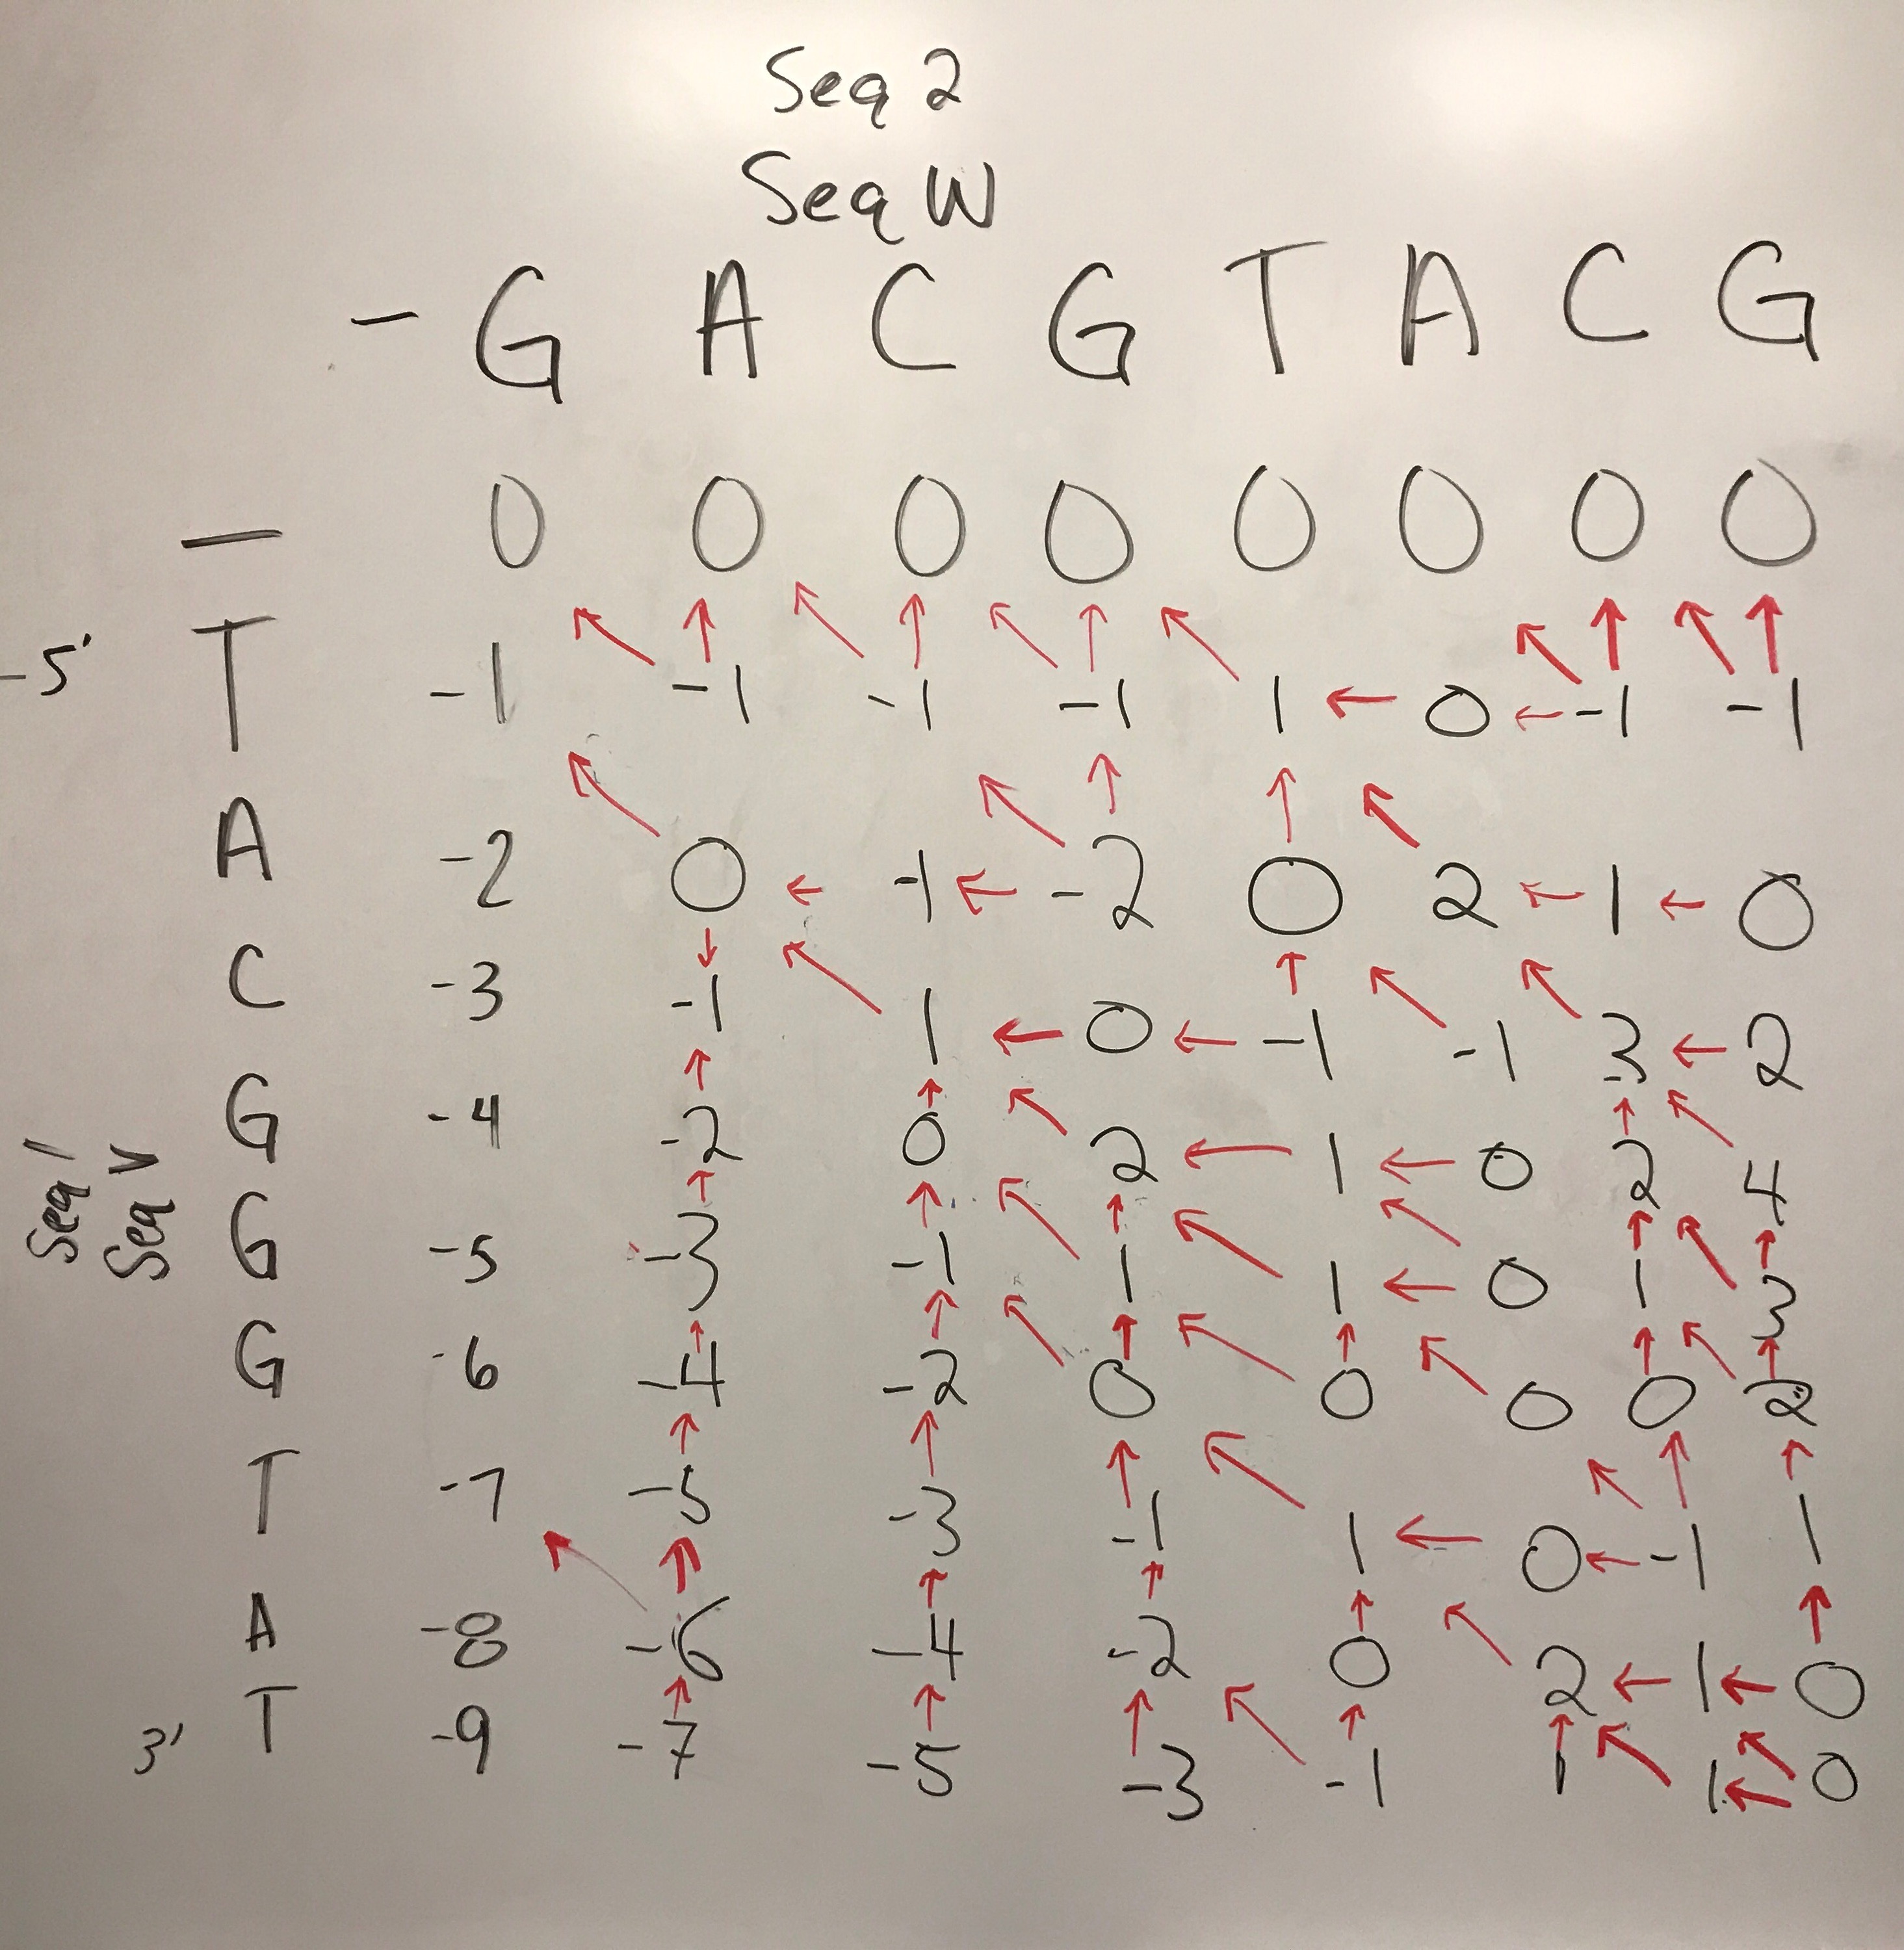 Seq 2
Seq W
- G A C G T A C G
— 0 0 0 0 0 0 0 0
-5' T -1 -1 -1 -1 1 0 -1 -1
A -2 0 -1 -2 0 2 1 0
C -3 -1 1 0 -1 -1 3 2
G -4 -2 0 2 1 0 2 4
Seq 1
Seq V
G -5 -3 -1 1 1 0 1 3
G -6 -4 -2 0 0 0 0 2
T -7 -5 -3 -1 1 0 -1 1
A -8 -6 -4 -2 0 2 1 0
3' T -9 -7 -5 -3 -1 1 1 0